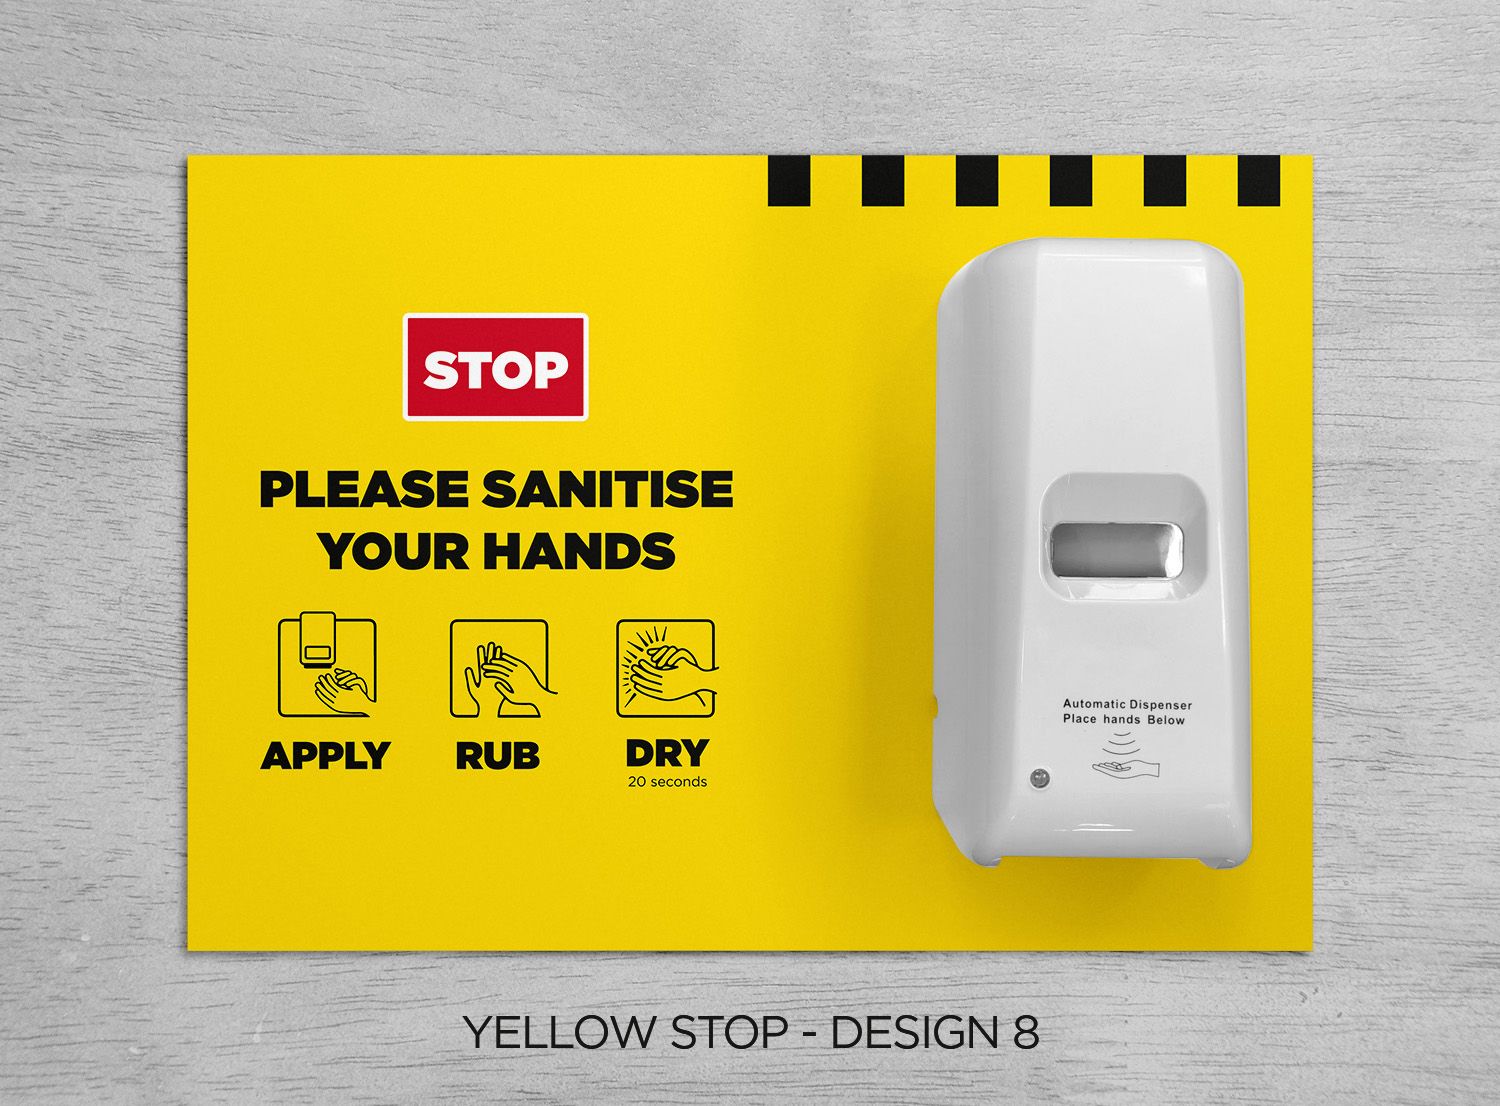 STOP
PLEASE SANITISE
YOUR HANDS
APPLY
RUB
DRY
20 seconds
Automatic Dispenser
Place hands Below
YELLOW STOP - DESIGN 8